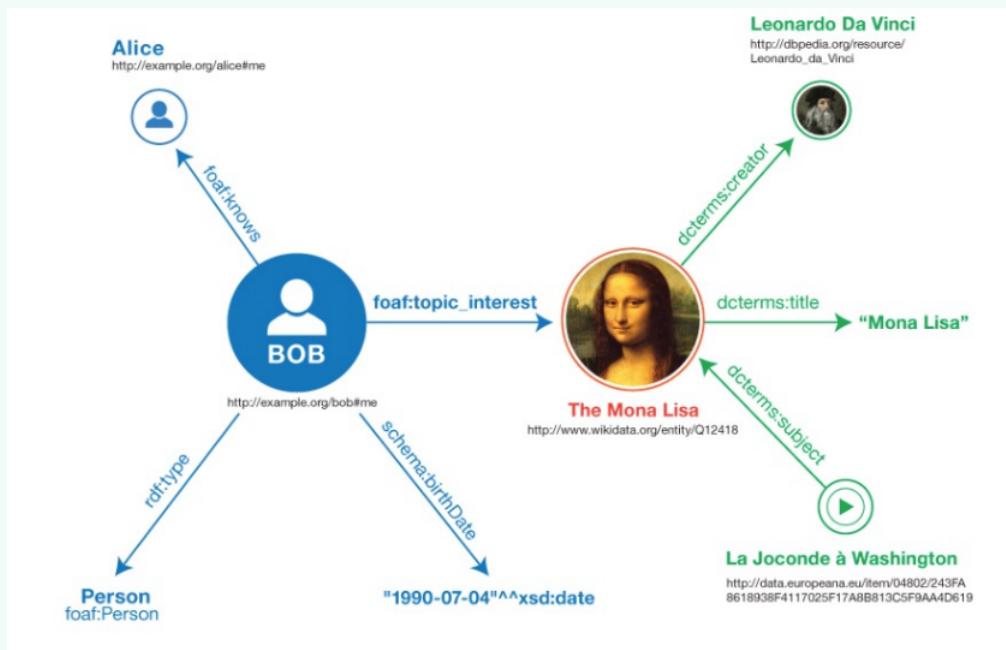 Alice
http://example.org/alice#me
Leonardo Da Vinci
http://dbpedia.org/resource/
Leonardo_da_Vinci
foaf:knows
dcterms:creator
BOB
foaf:topic_interest
dcterms:title
“Mona Lisa”
http://example.org/bob#me
The Mona Lisa
http://www.wikidata.org/entity/Q12418
dcterms:subject
rdf:type
schema:birthDate
La Joconde à Washington
http://data.europeana.eu/item/04802/243FA
8618938F4117025F17A8B813C5F9AA4D619
Person
foaf:Person
"1990-07-04"^^xsd:date